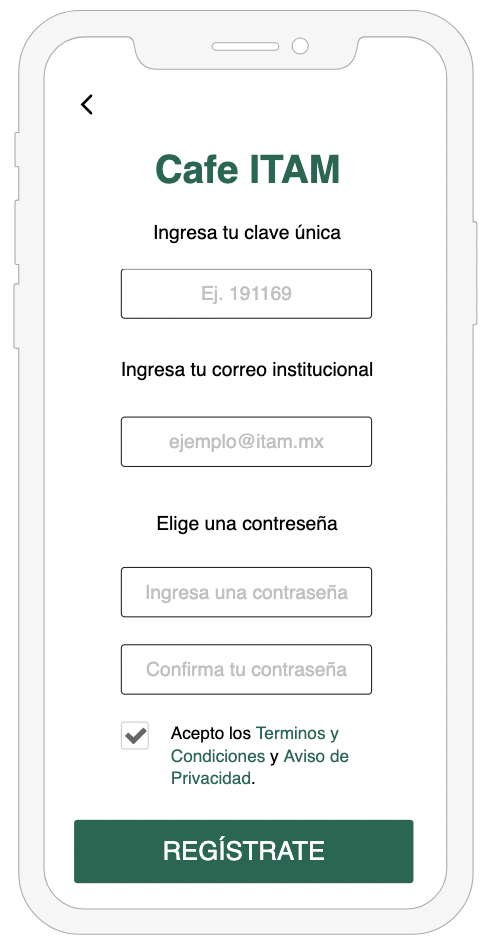 Cafe ITAM
Ingresa tu clave única
Ej. 191169
Ingresa tu correo institucional
ejemplo@itam.mx
Elige una contreseña
Ingresa una contraseña
Confirma tu contraseña
Acepto los Terminos y
Condiciones y Aviso de
Privacidad.
REGÍSTRATE